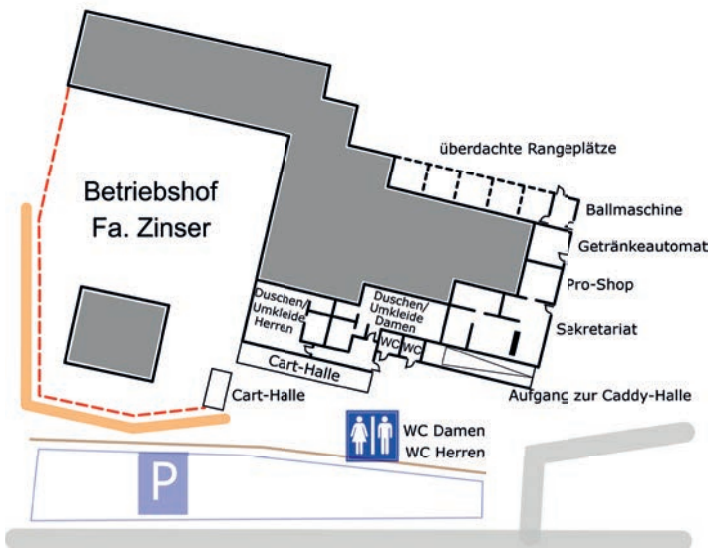 überdachte Rangeplätze
Betriebshof
Fa. Zinser
Ballmaschine
Getränkeautomat
Pro-Shop
Sekretariat
Duschen/
Umkleide
Herren
Duschen/
Umkleide
Damen
WC
WC
Cart-Halle
Cart-Halle
Aufgang zur Caddy-Halle
WC Damen
WC Herren
P